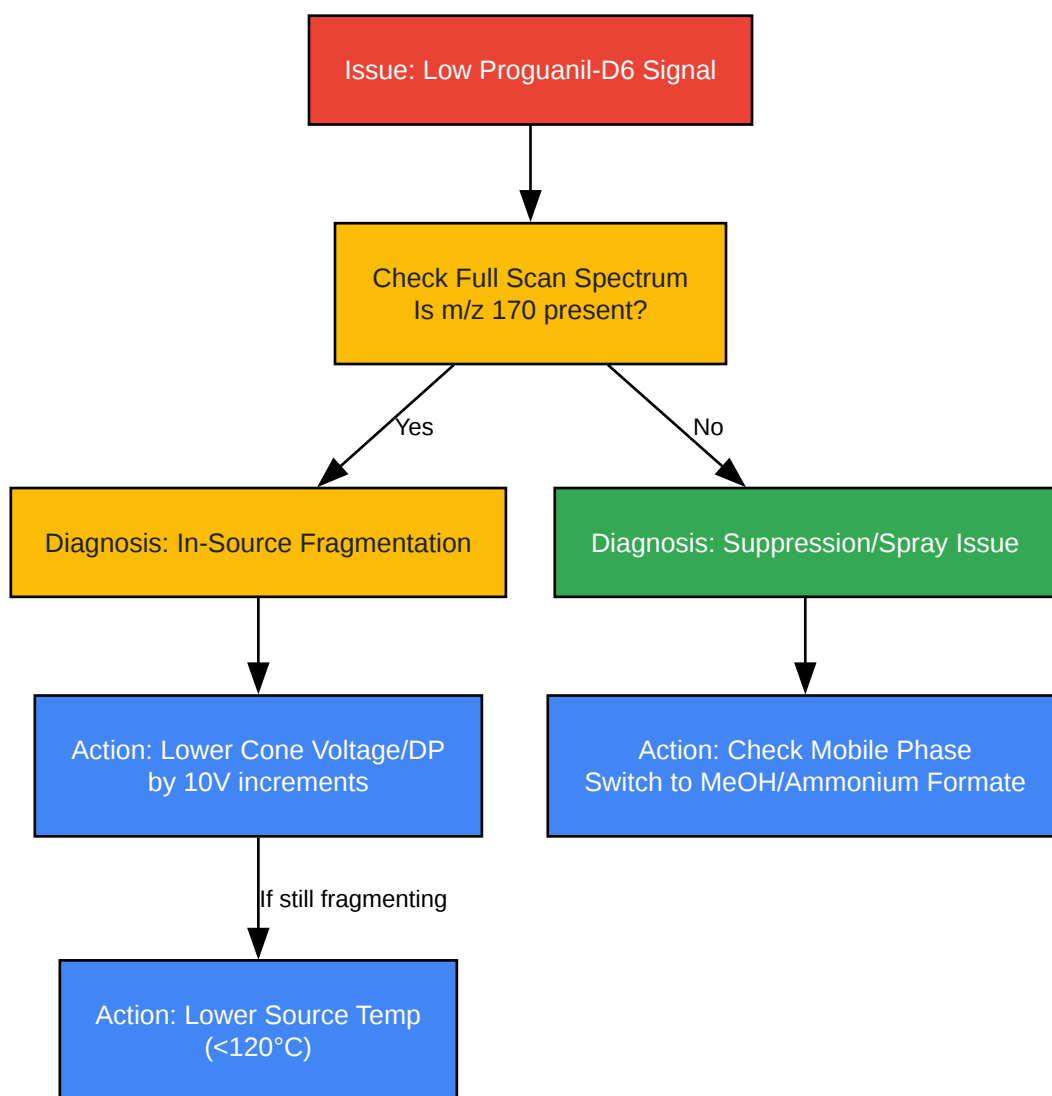 Issue: Low Proguanil-D6 Signal
Check Full Scan Spectrum
Is m/z 170 present?
Yes
No
Diagnosis: In-Source Fragmentation
Diagnosis: Suppression/Spray Issue
Action: Lower Cone Voltage/DP
by 10V increments
Action: Check Mobile Phase
Switch to MeOH/Ammonium Formate
If still fragmenting
Action: Lower Source Temp
(<120°C)